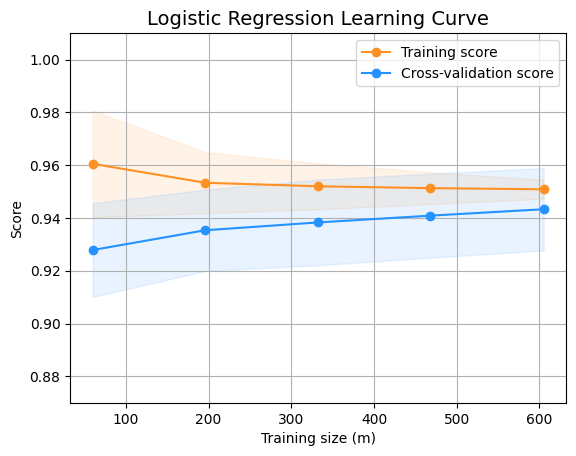 Logistic Regression Learning Curve
Training score
Cross-validation score
1.00
0.98
0.96
0.94
0.92
0.90
0.88
Score
100 200 300 400 500 600
Training size (m)